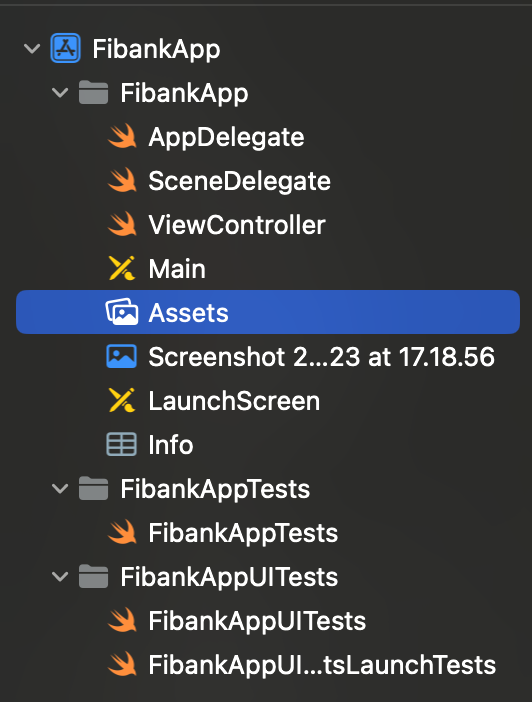 FibankApp
FibankApp
AppDelegate
SceneDelegate
ViewController
Main
Assets
Screenshot 2...23 at 17.18.56
LaunchScreen
Info
FibankAppTests
FibankAppTests
FibankAppUITests
FibankAppUITests
FibankAppUI...tsLaunchTests